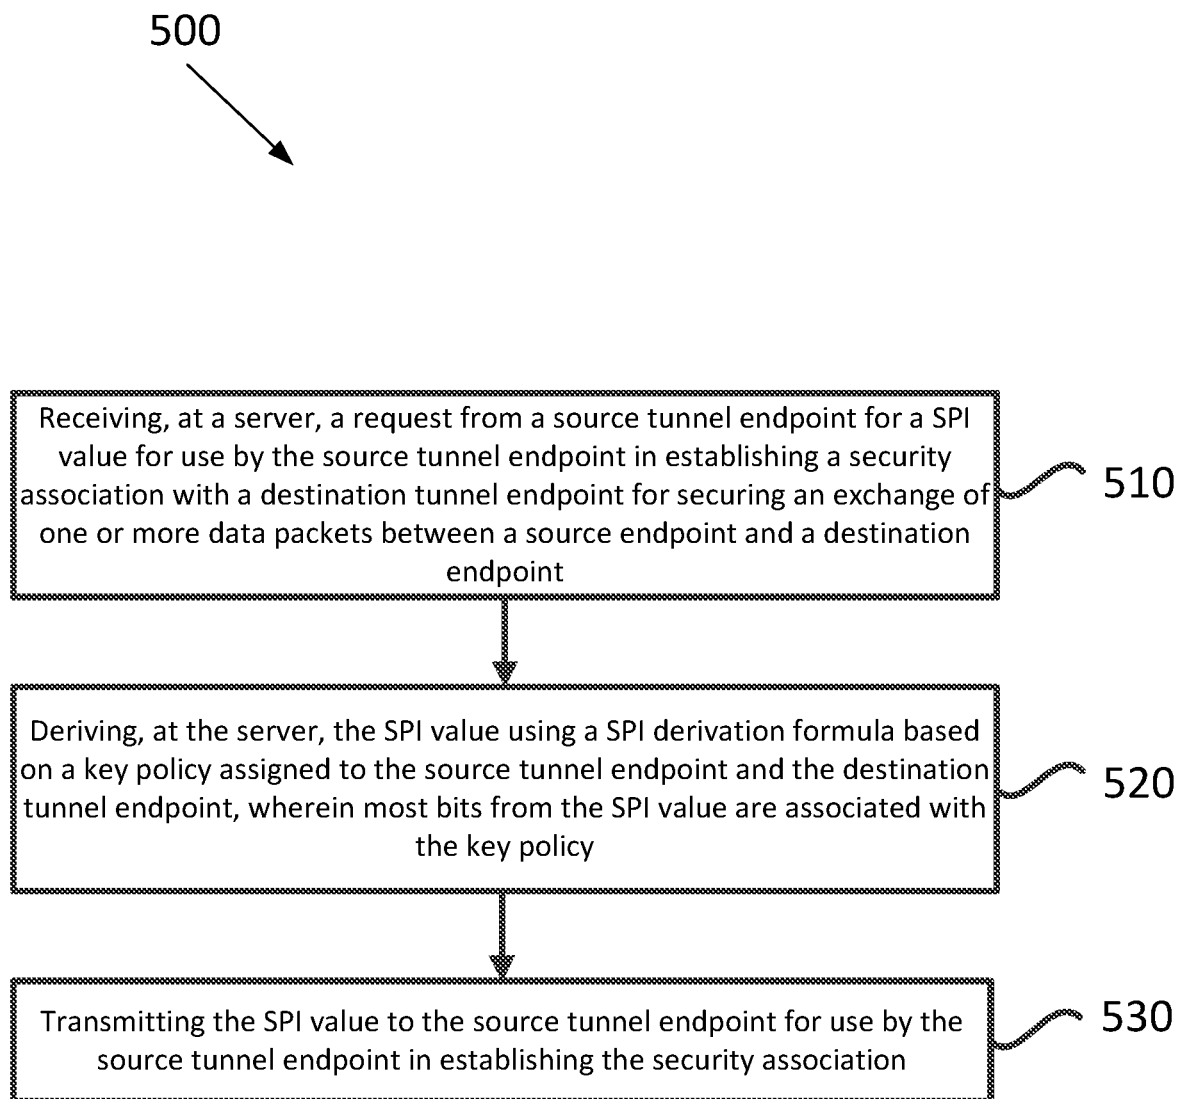 500
Receiving, at a server, a request from a source tunnel endpoint for a SPI
value for use by the source tunnel endpoint in establishing a security
association with a destination tunnel endpoint for securing an exchange of
one or more data packets between a source endpoint and a destination
endpoint
510
Deriving, at the server, the SPI value using a SPI derivation formula based
on a key policy assigned to the source tunnel endpoint and the destination
tunnel endpoint, wherein most bits from the SPI value are associated with
the key policy
520
Transmitting the SPI value to the source tunnel endpoint for use by the
source tunnel endpoint in establishing the security association
530